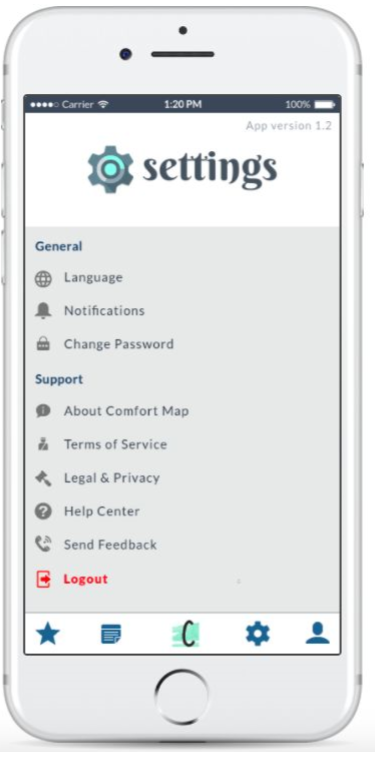 Carrier 1:20 PM 100%
App version 1.2
settings
General
Language
Notifications
Change Password
Support
About Comfort Map
Terms of Service
Legal & Privacy
Help Center
Send Feedback
Logout
C